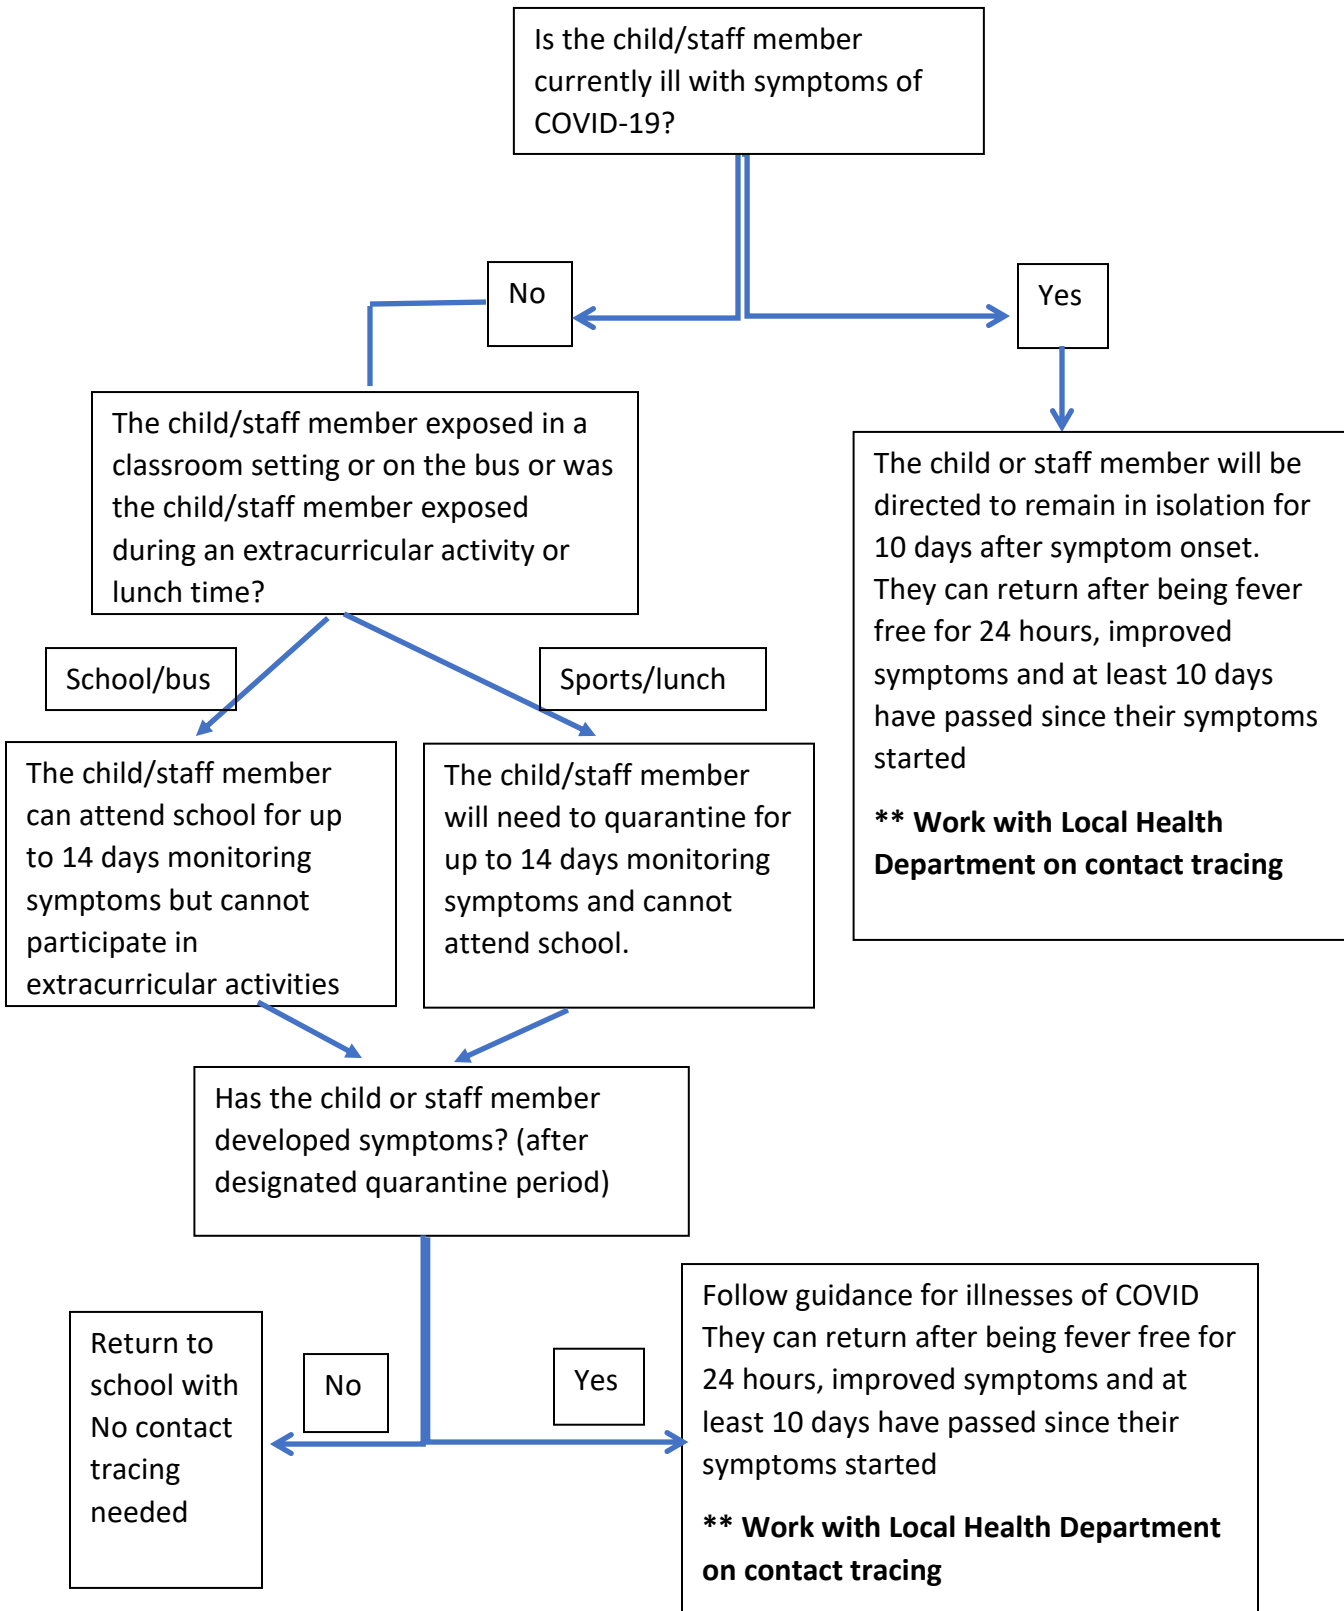 Is the child/staff member
currently ill with symptoms of
COVID-19?
No
Yes
The child/staff member exposed in a
classroom setting or on the bus or was
the child/staff member exposed
during an extracurricular activity or
lunch time?
The child or staff member will be
directed to remain in isolation for
10 days after symptom onset.
They can return after being fever
free for 24 hours, improved
symptoms and at least 10 days
have passed since their symptoms
started
** Work with Local Health
Department on contact tracing
School/bus
Sports/lunch
The child/staff member
can attend school for up
to 14 days monitoring
symptoms but cannot
participate in
extracurricular activities
The child/staff member
will need to quarantine for
up to 14 days monitoring
symptoms and cannot
attend school.
Has the child or staff member
developed symptoms? (after
designated quarantine period)
Return to
school with
No contact
tracing
needed
No
Yes
Follow guidance for illnesses of COVID
They can return after being fever free for
24 hours, improved symptoms and at
least 10 days have passed since their
symptoms started
** Work with Local Health Department
on contact tracing